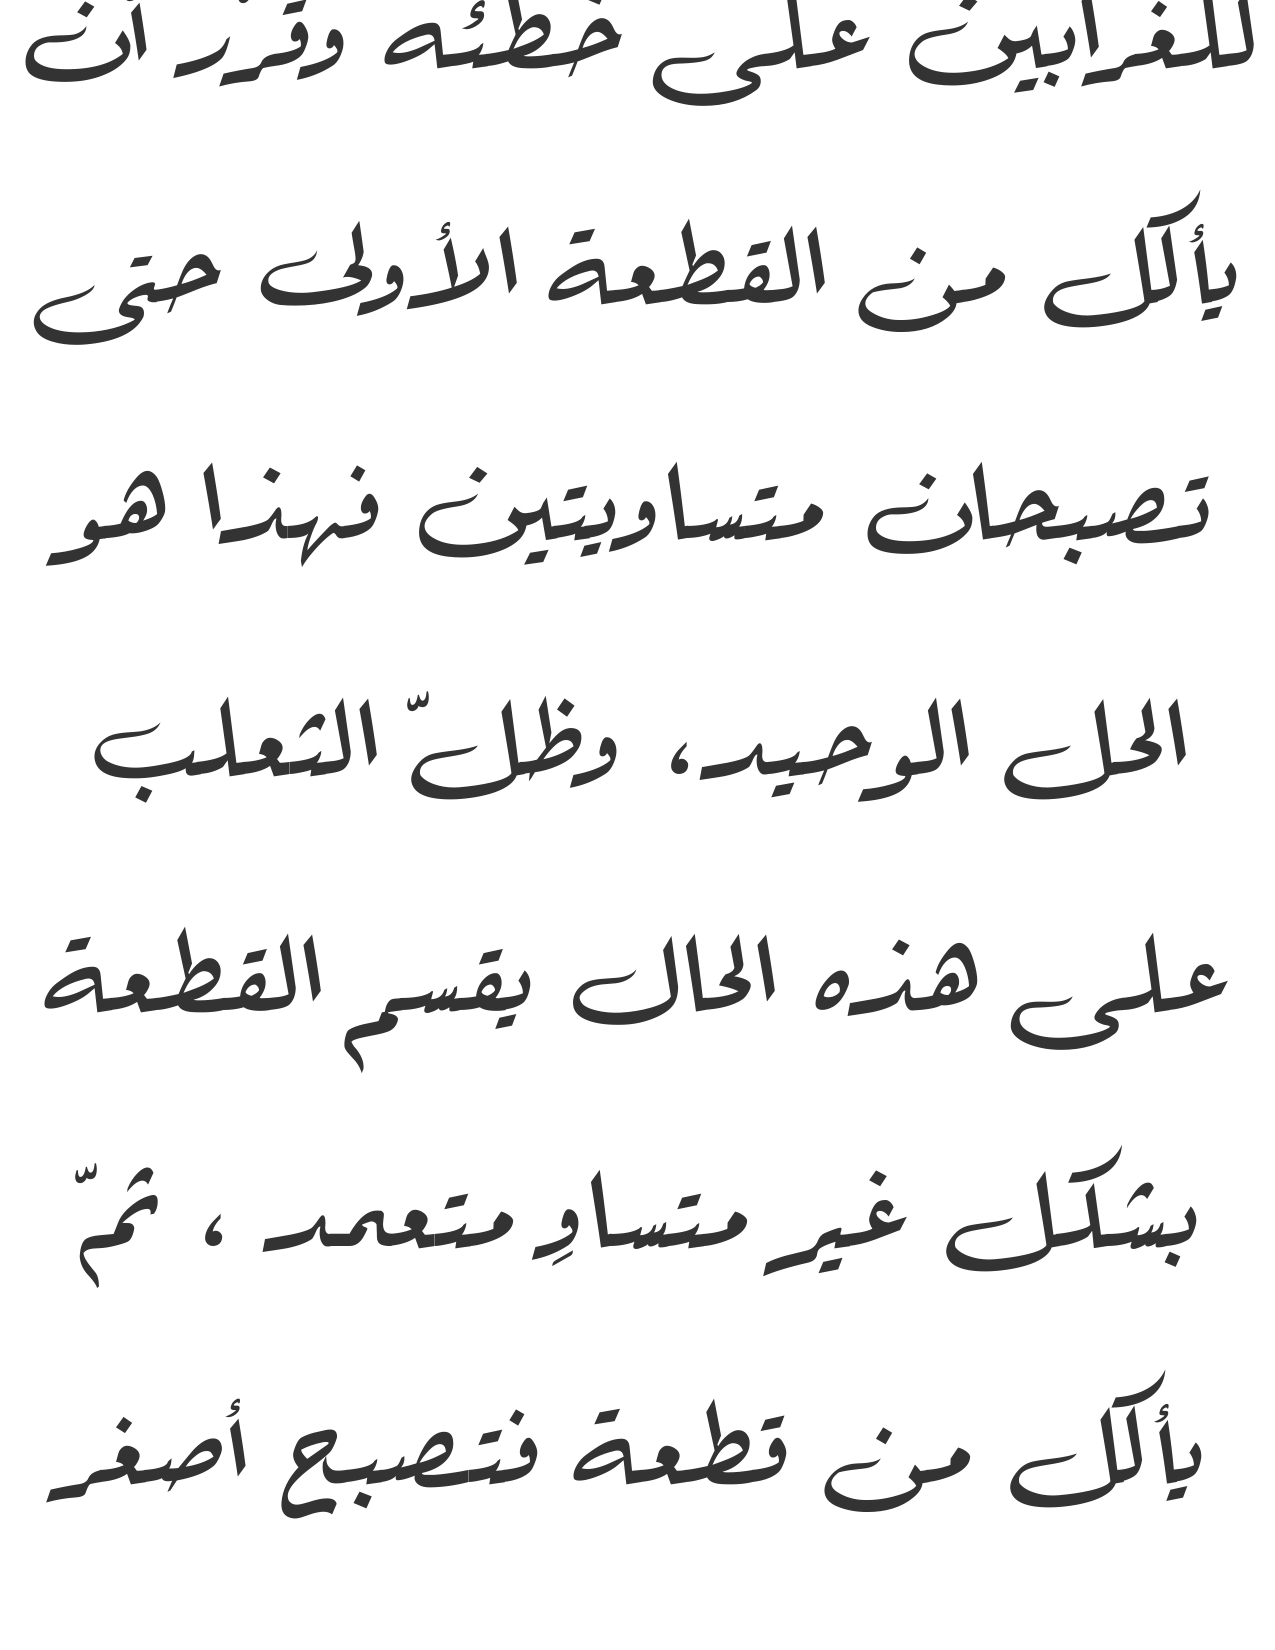 للغرابين على خطئه وقرّر أن
يأكل من القطعة الأولى حتى
تصبحان متساويتين فهذا هو
الحل الوحيد، وظلّ الثعلب
على هذه الحال يقسم القطعة
بشكل غير متساوِ متعمد ، ثمّ
يأكل من قطعة فتصبح أصغر